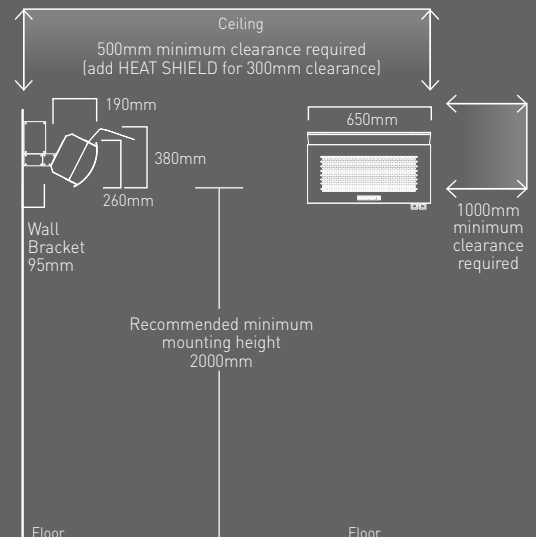 Ceiling
500mm minimum clearance required
(add HEAT SHIELD for 300mm clearance)
190mm
380mm
260mm
Wall
Bracket
95mm
650mm
1000mm
minimum
clearance
required
Recommended minimum
mounting height
2000mm
Floor
Floor